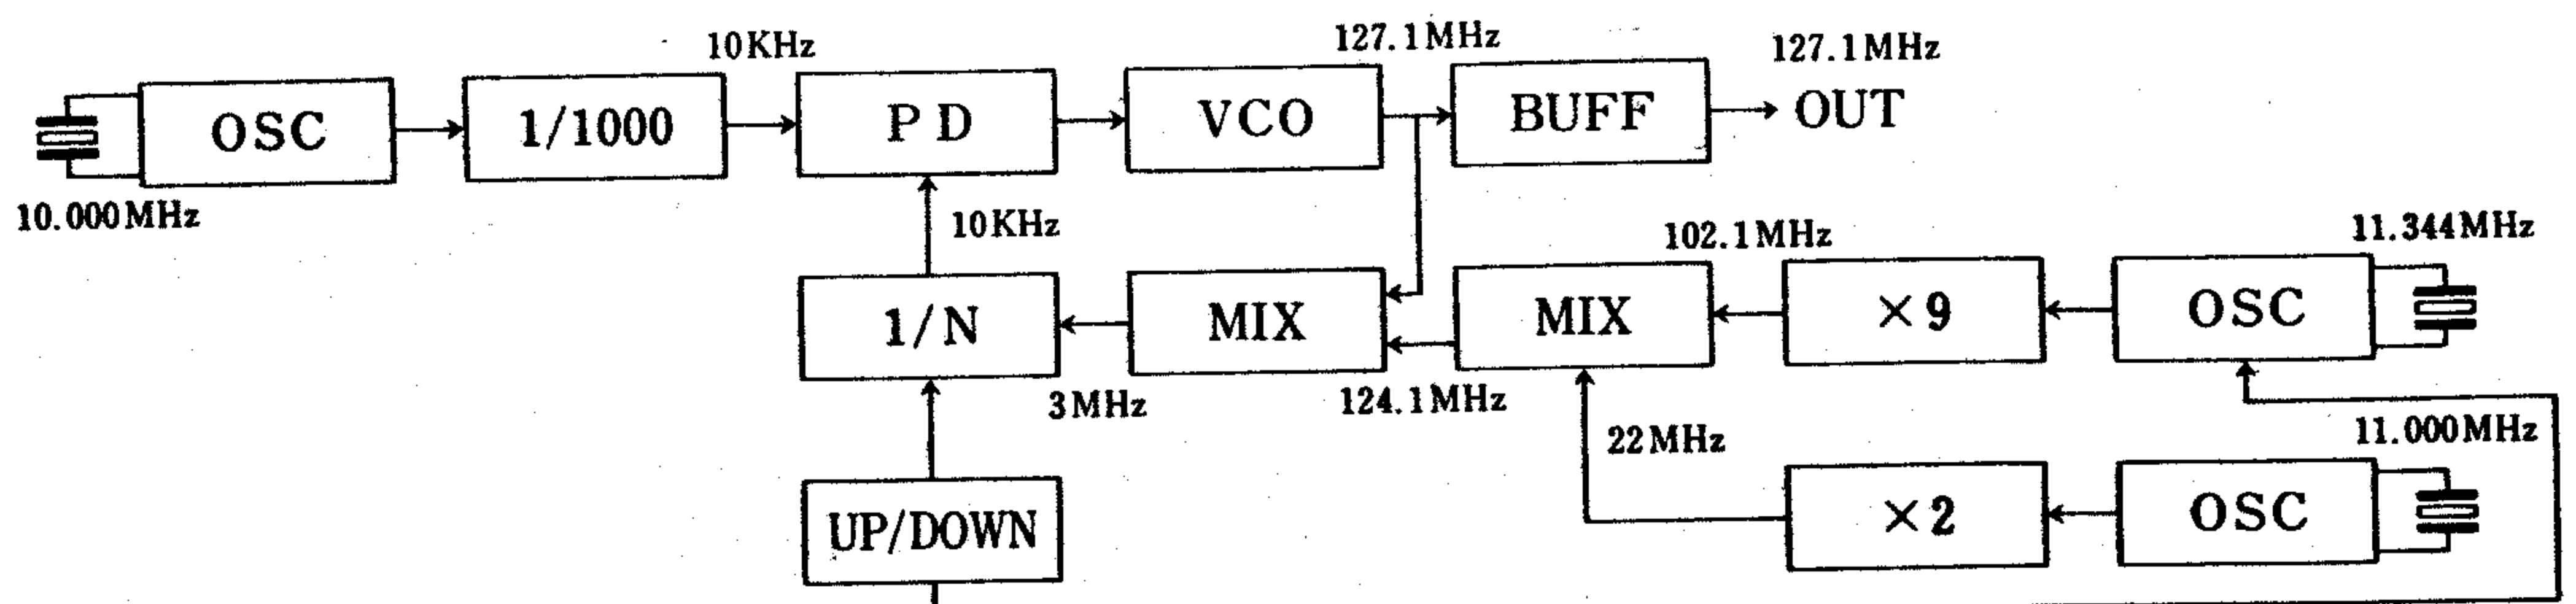 10KHz
127.1MHz
127.1MHz
OSC
1/1000
PD
VCO
BUFF
OUT
10.000MHz
10KHz
102.1MHz
11.344MHz
1/N
MIX
MIX
×9
OSC
3MHz
124.1MHz
22MHz
11.000MHz
UP/DOWN
×2
OSC